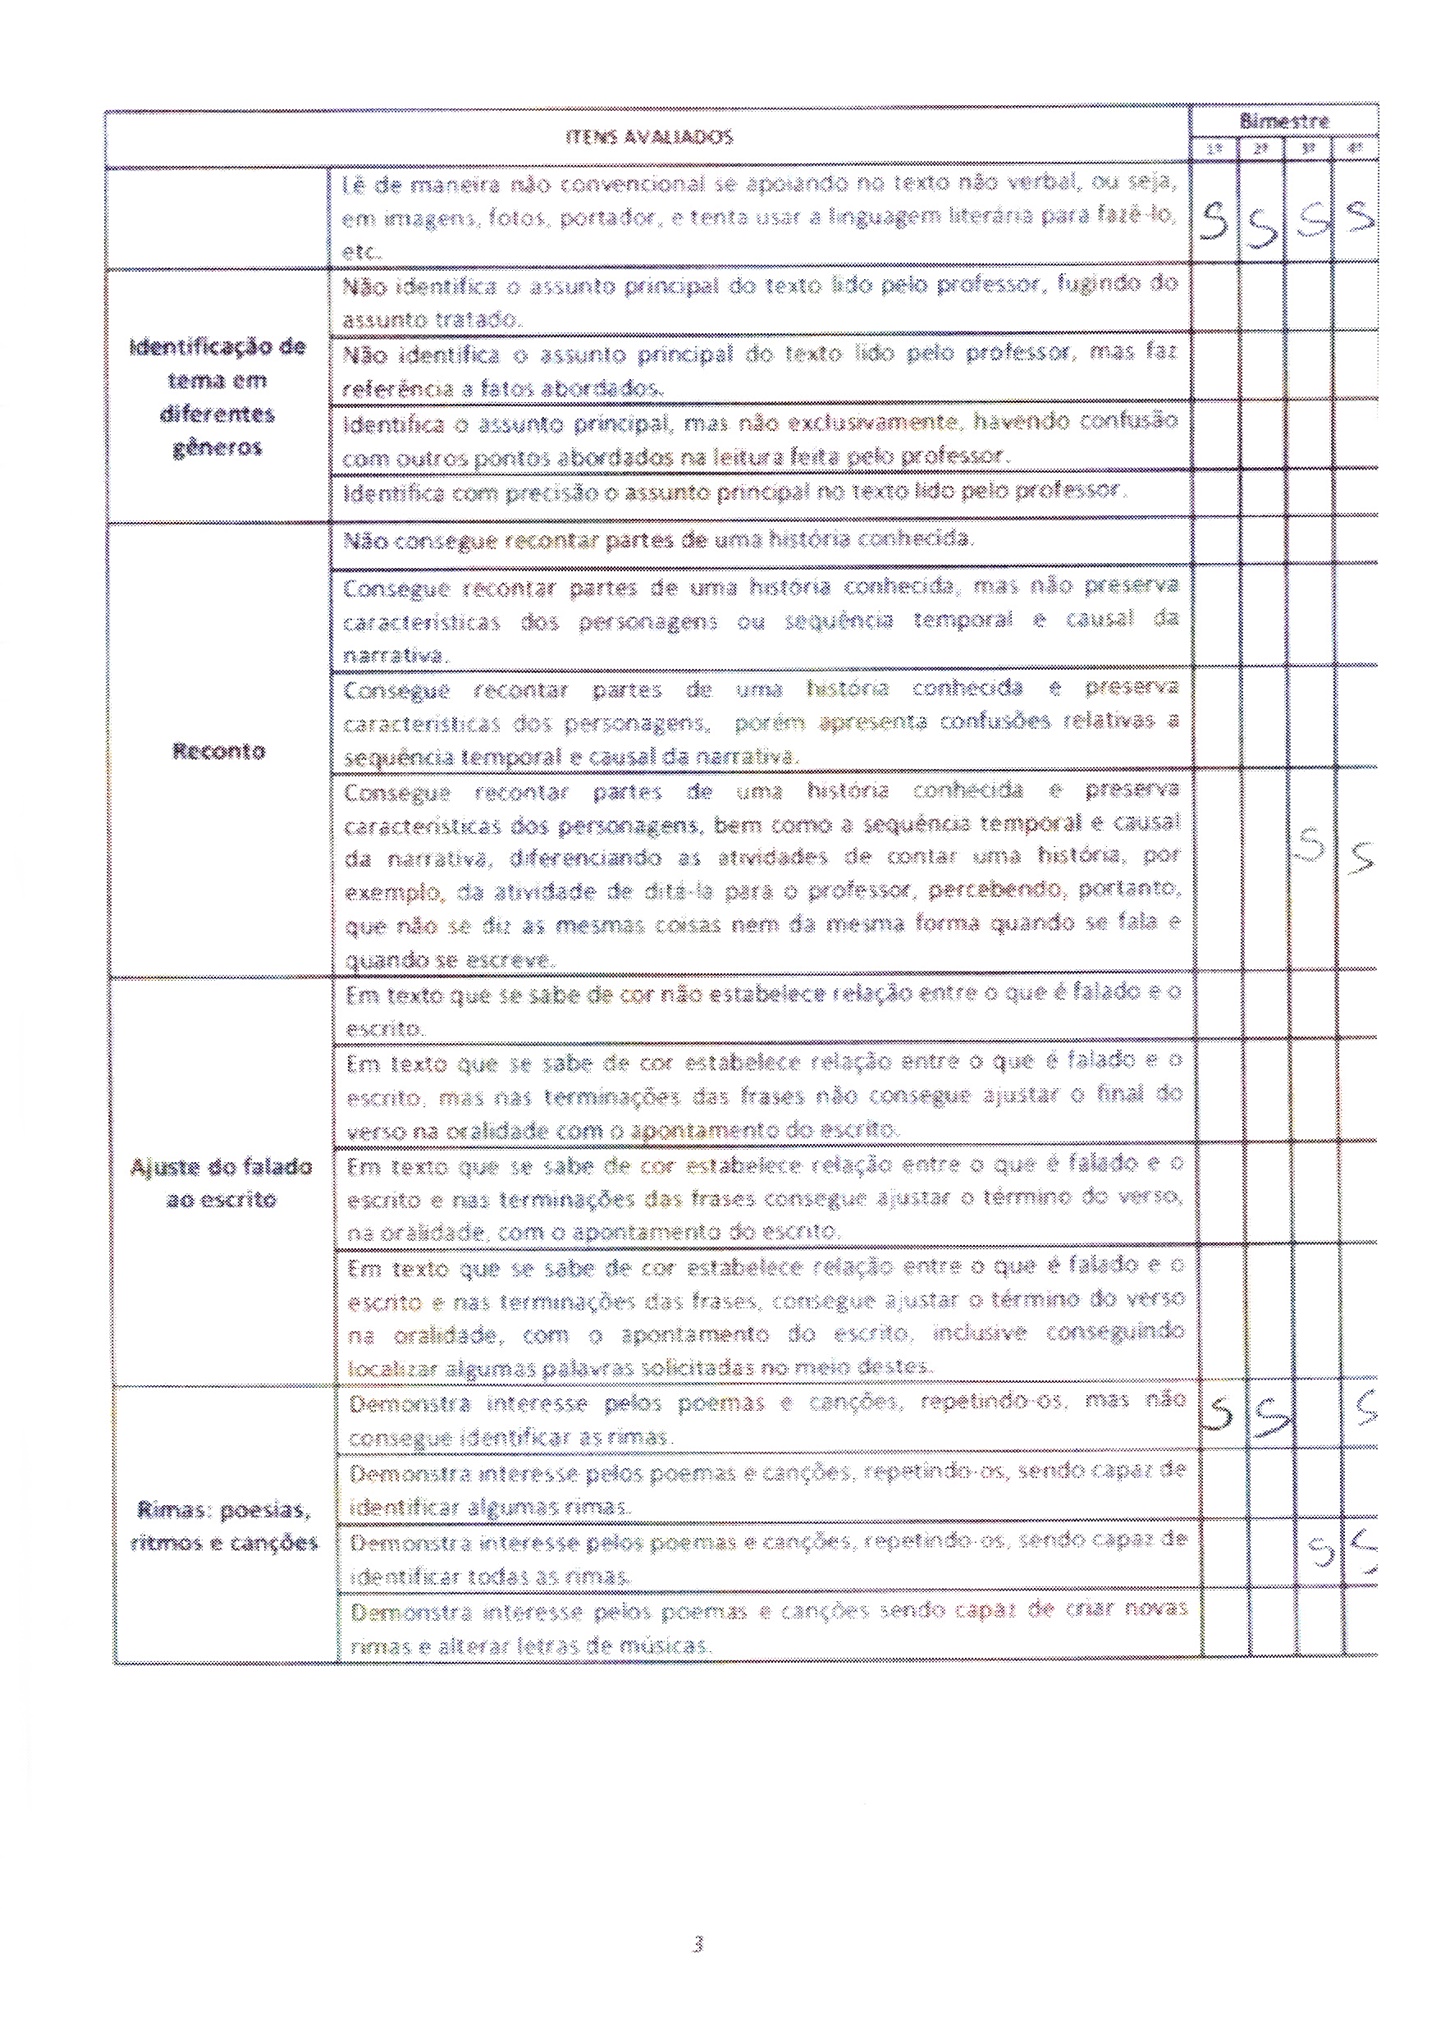 ITENS AVALIADOS
Bimestre
1º 2º 3º 4º
Lê de maneira não convencional se apoiando no texto não verbal, ou seja,
em imagens, fotos, portador, e tenta usar a linguagem literária para fazê-lo,
etc.
S S S S
Identificação de
tema em
diferentes
gêneros
Não identifica o assunto principal do texto lido pelo professor, fugindo do
assunto tratado.
Não identifica o assunto principal do texto lido pelo professor, mas faz
referência a fatos abordados.
Identifica o assunto principal, mas não exclusivamente, havendo confusão
com outros pontos abordados na leitura feita pelo professor.
Identifica com precisão o assunto principal no texto lido pelo professor.
Reconto
Não consegue recontar partes de uma história conhecida.
Consegue recontar partes de uma história conhecida, mas não preserva
características dos personagens ou sequência temporal e causal da
narrativa.
Consegue recontar partes de uma história conhecida e preserva
características dos personagens, porém apresenta confusões relativas a
sequência temporal e causal da narrativa.
Consegue recontar partes de uma história conhecida e preserva
características dos personagens, bem como a sequência temporal e causal
da narrativa, diferenciando as atividades de contar uma história, por
exemplo, da atividade de ditá-la para o professor, percebendo, portanto,
que não se diz as mesmas coisas nem da mesma forma quando se fala e
quando se escreve.
S S
Ajuste do falado
ao escrito
Em texto que se sabe de cor não estabelece relação entre o que é falado e o
escrito.
Em texto que se sabe de cor estabelece relação entre o que é falado e o
escrito, mas nas terminações das frases não consegue ajustar o final do
verso na oralidade com o apontamento do escrito.
Em texto que se sabe de cor estabelece relação entre o que é falado e o
escrito e nas terminações das frases consegue ajustar o término do verso,
na oralidade, com o apontamento do escrito.
Em texto que se sabe de cor estabelece relação entre o que é falado e o
escrito e nas terminações das frases, consegue ajustar o término do verso
na oralidade, com o apontamento do escrito, inclusive conseguindo
localizar algumas palavras solicitadas no meio destes.
Rimas: poesias,
ritmos e canções
Demonstra interesse pelos poemas e canções, repetindo-os, mas não
consegue identificar as rimas.
S S S
Demonstra interesse pelos poemas e canções, repetindo-os, sendo capaz de
identificar algumas rimas.
Demonstra interesse pelos poemas e canções, repetindo-os, sendo capaz de
identificar todas as rimas.
S S
Demonstra interesse pelos poemas e canções sendo capaz de criar novas
rimas e alterar letras de músicas.
3